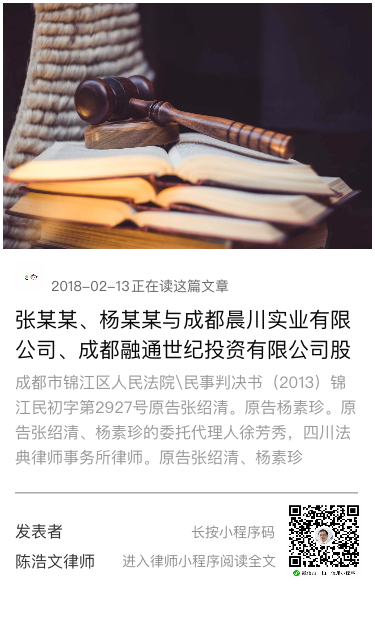 2018-02-13正在读这篇文章
张某某、杨某某与成都晨川实业有限
公司、成都融通世纪投资有限公司股
成都市锦江区人民法院\民事判决书（2013）锦
江民初字第2927号原告张绍清。原告杨素珍。原
告张绍清、杨素珍的委托代理人徐芳秀，四川法
典律师事务所律师。原告张绍清、杨素珍
发表者
长按小程序码
陈浩文律师
进入律师小程序阅读全文